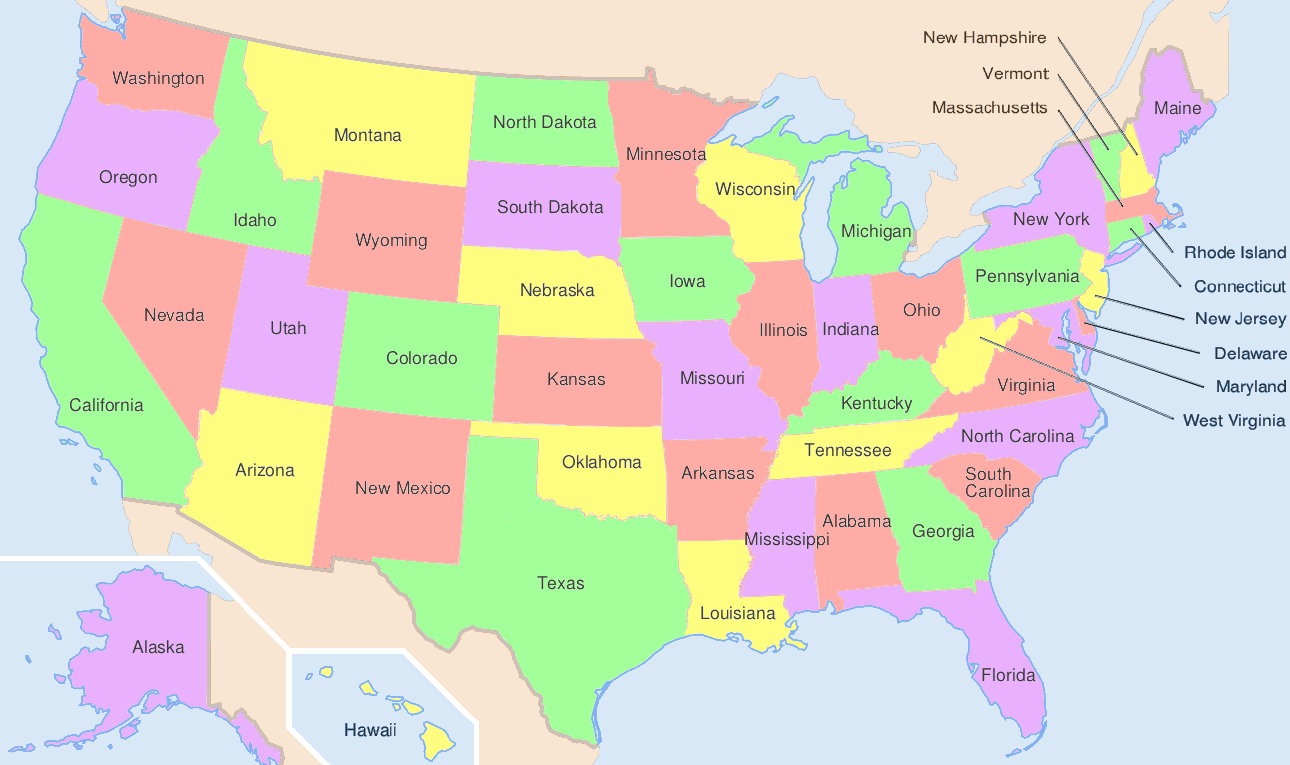 New Hampshire
Vermont
Massachusetts
Washington
Montana
North Dakota
Minnesota
Maine
Oregon
Idaho
Wyoming
South Dakota
Wisconsin
Michigan
New York
Rhode Island
Connecticut
New Jersey
Delaware
Maryland
West Virginia
Nevada
Utah
Colorado
Nebraska
Iowa
Illinois
Indiana
Ohio
Pennsylvania
California
Kansas
Missouri
Kentucky
Virginia
Arizona
New Mexico
Oklahoma
Arkansas
Tennessee
North Carolina
South
Carolina
Texas
Louisiana
Mississippi
Alabama
Georgia
Florida
Alaska
Hawaii